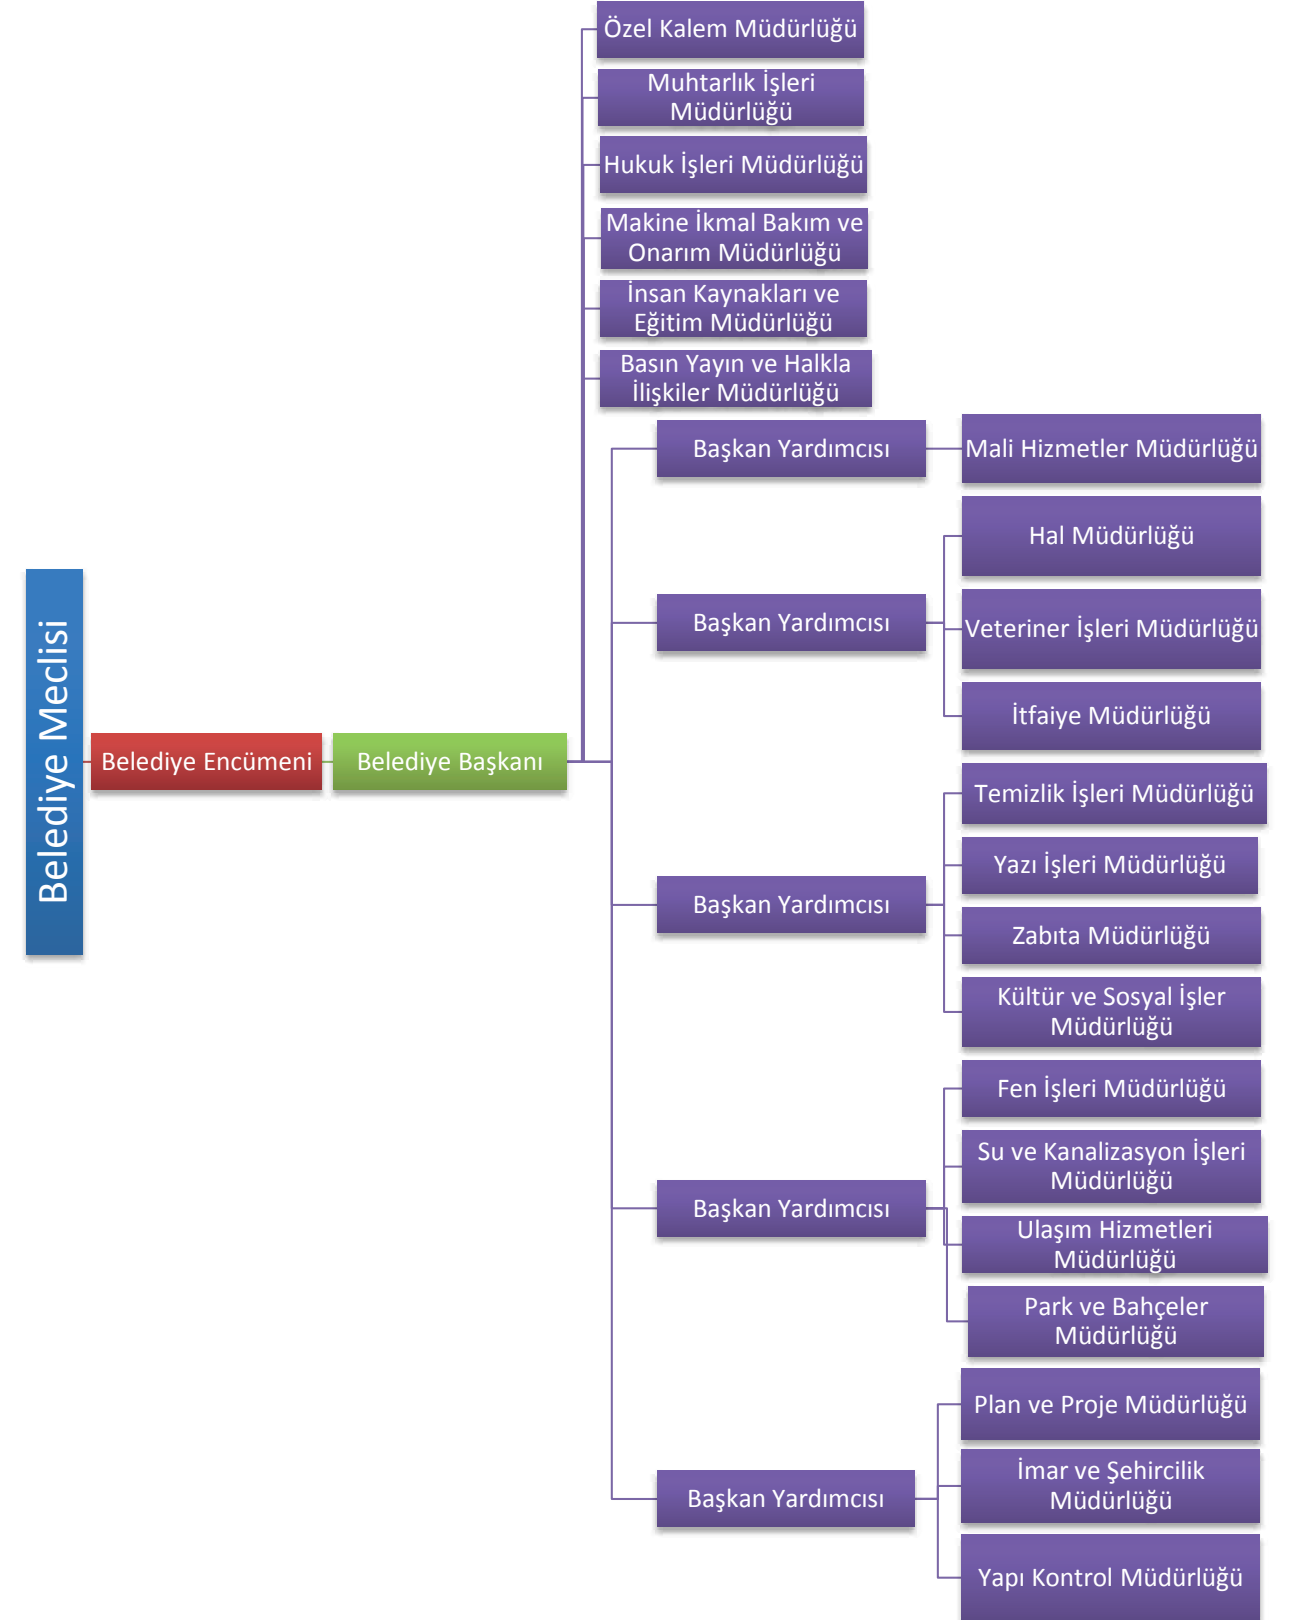 Özel Kalem Müdürlüğü
Muhtarlık İşleri
Müdürlüğü
Hukuk İşleri Müdürlüğü
Makine İkmal Bakım ve
Onarım Müdürlüğü
İnsan Kaynakları ve
Eğitim Müdürlüğü
Basın Yayın ve Halkla
İlişkiler Müdürlüğü
Başkan Yardımcısı
Mali Hizmetler Müdürlüğü
Hal Müdürlüğü
Başkan Yardımcısı
Veteriner İşleri Müdürlüğü
İtfaiye Müdürlüğü
Belediye Meclisi
Belediye Encümeni
Belediye Başkanı
Temizlik İşleri Müdürlüğü
Yazı İşleri Müdürlüğü
Başkan Yardımcısı
Zabıta Müdürlüğü
Kültür ve Sosyal İşler
Müdürlüğü
Fen İşleri Müdürlüğü
Su ve Kanalizasyon İşleri
Müdürlüğü
Başkan Yardımcısı
Ulaşım Hizmetleri
Müdürlüğü
Park ve Bahçeler
Müdürlüğü
Plan ve Proje Müdürlüğü
İmar ve Şehircilik
Müdürlüğü
Başkan Yardımcısı
Yapı Kontrol Müdürlüğü